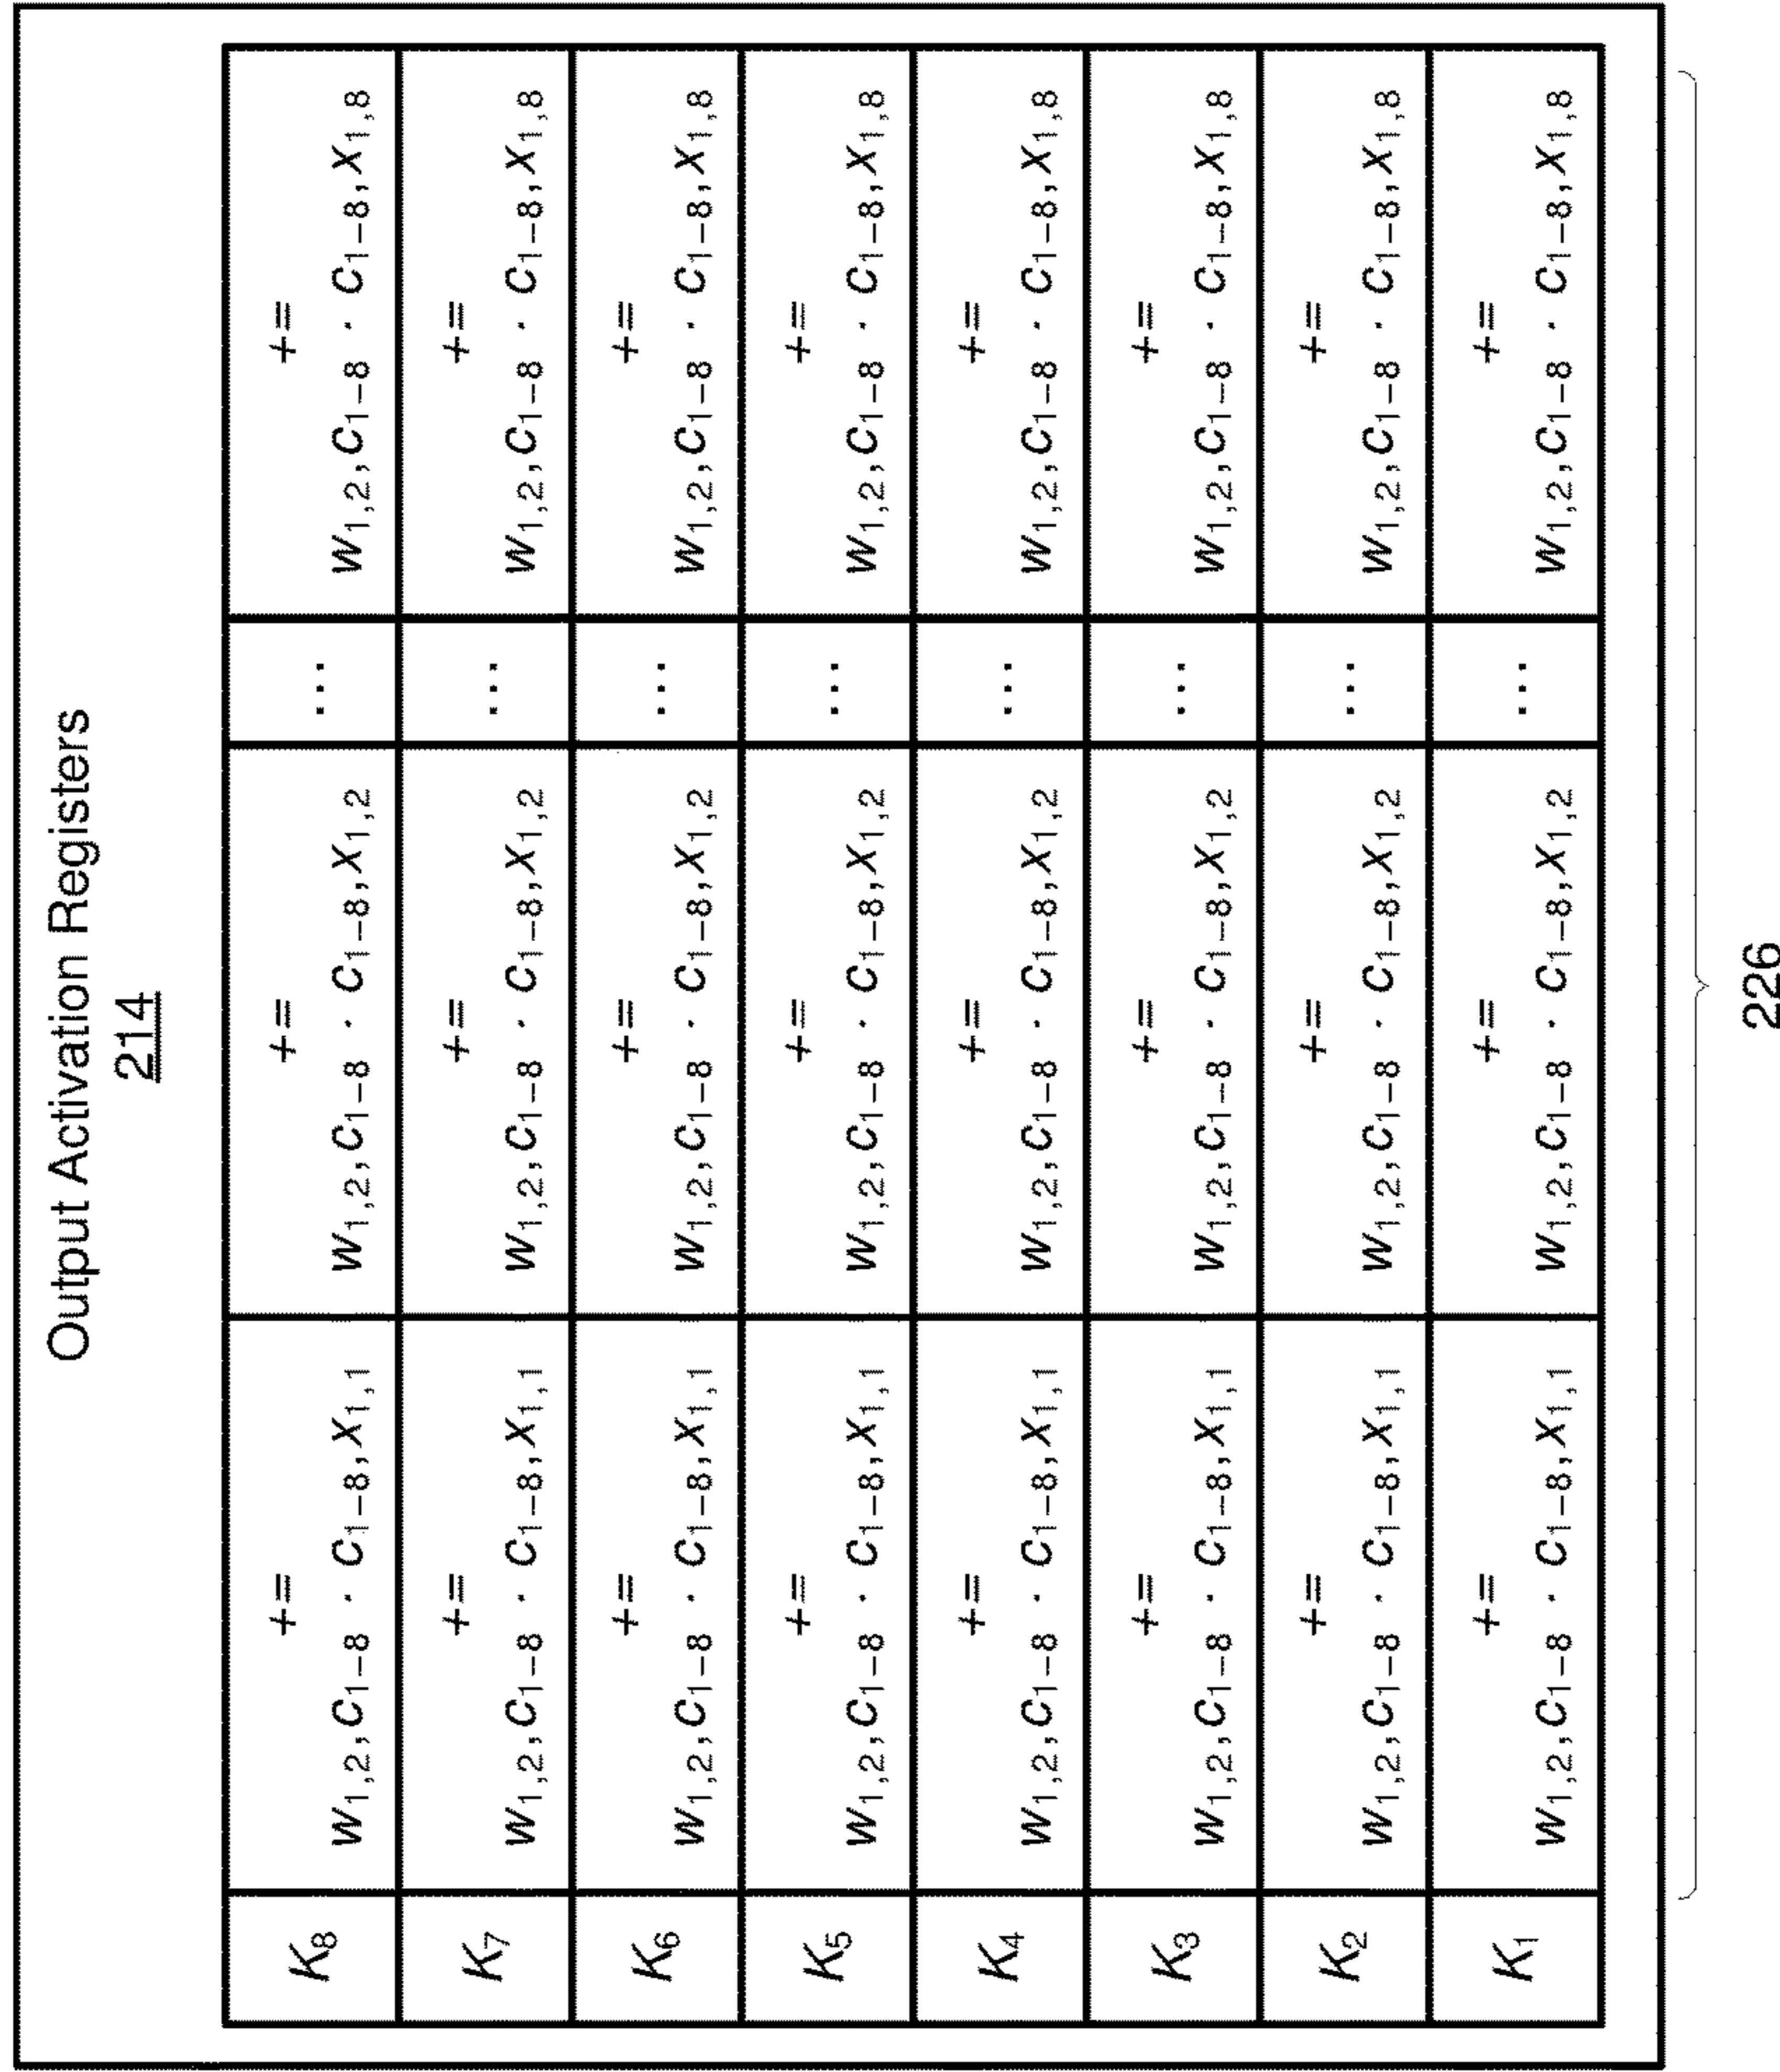 Output Activation Registers
214
K₈ += w₁,₂,c₁₋₈ · c₁₋₈,x₁,₁ += w₁,₂,c₁₋₈ · c₁₋₈,x₁,₂ ... += w₁,₂,c₁₋₈ · c₁₋₈,x₁,₈
K₇ += w₁,₂,c₁₋₈ · c₁₋₈,x₁,₁ += w₁,₂,c₁₋₈ · c₁₋₈,x₁,₂ ... += w₁,₂,c₁₋₈ · c₁₋₈,x₁,₈
K₆ += w₁,₂,c₁₋₈ · c₁₋₈,x₁,₁ += w₁,₂,c₁₋₈ · c₁₋₈,x₁,₂ ... += w₁,₂,c₁₋₈ · c₁₋₈,x₁,₈
K₅ += w₁,₂,c₁₋₈ · c₁₋₈,x₁,₁ += w₁,₂,c₁₋₈ · c₁₋₈,x₁,₂ ... += w₁,₂,c₁₋₈ · c₁₋₈,x₁,₈
K₄ += w₁,₂,c₁₋₈ · c₁₋₈,x₁,₁ += w₁,₂,c₁₋₈ · c₁₋₈,x₁,₂ ... += w₁,₂,c₁₋₈ · c₁₋₈,x₁,₈
K₃ += w₁,₂,c₁₋₈ · c₁₋₈,x₁,₁ += w₁,₂,c₁₋₈ · c₁₋₈,x₁,₂ ... += w₁,₂,c₁₋₈ · c₁₋₈,x₁,₈
K₂ += w₁,₂,c₁₋₈ · c₁₋₈,x₁,₁ += w₁,₂,c₁₋₈ · c₁₋₈,x₁,₂ ... += w₁,₂,c₁₋₈ · c₁₋₈,x₁,₈
K₁ += w₁,₂,c₁₋₈ · c₁₋₈,x₁,₁ += w₁,₂,c₁₋₈ · c₁₋₈,x₁,₂ ... += w₁,₂,c₁₋₈ · c₁₋₈,x₁,₈
226